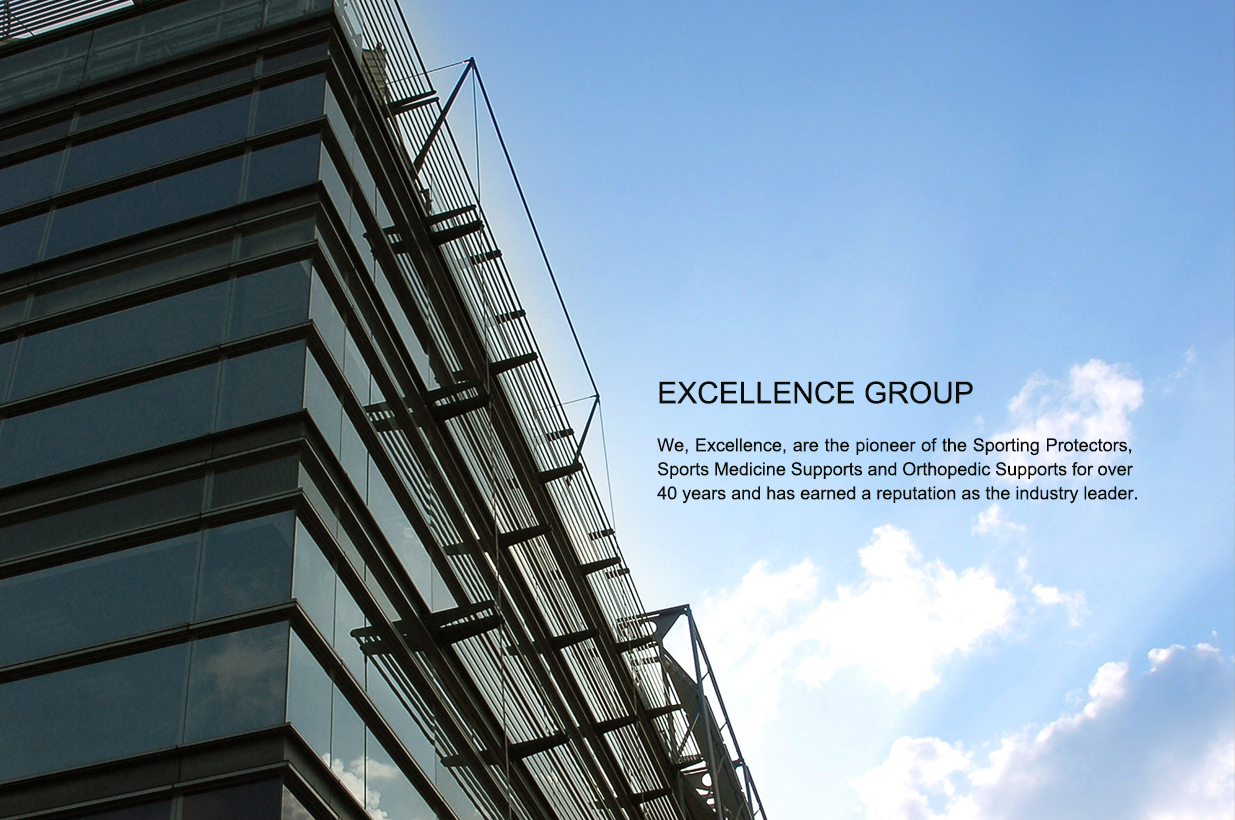 EXCELLENCE GROUP
We, Excellence, are the pioneer of the Sporting Protectors,
Sports Medicine Supports and Orthopedic Supports for over
40 years and has earned a reputation as the industry leader.